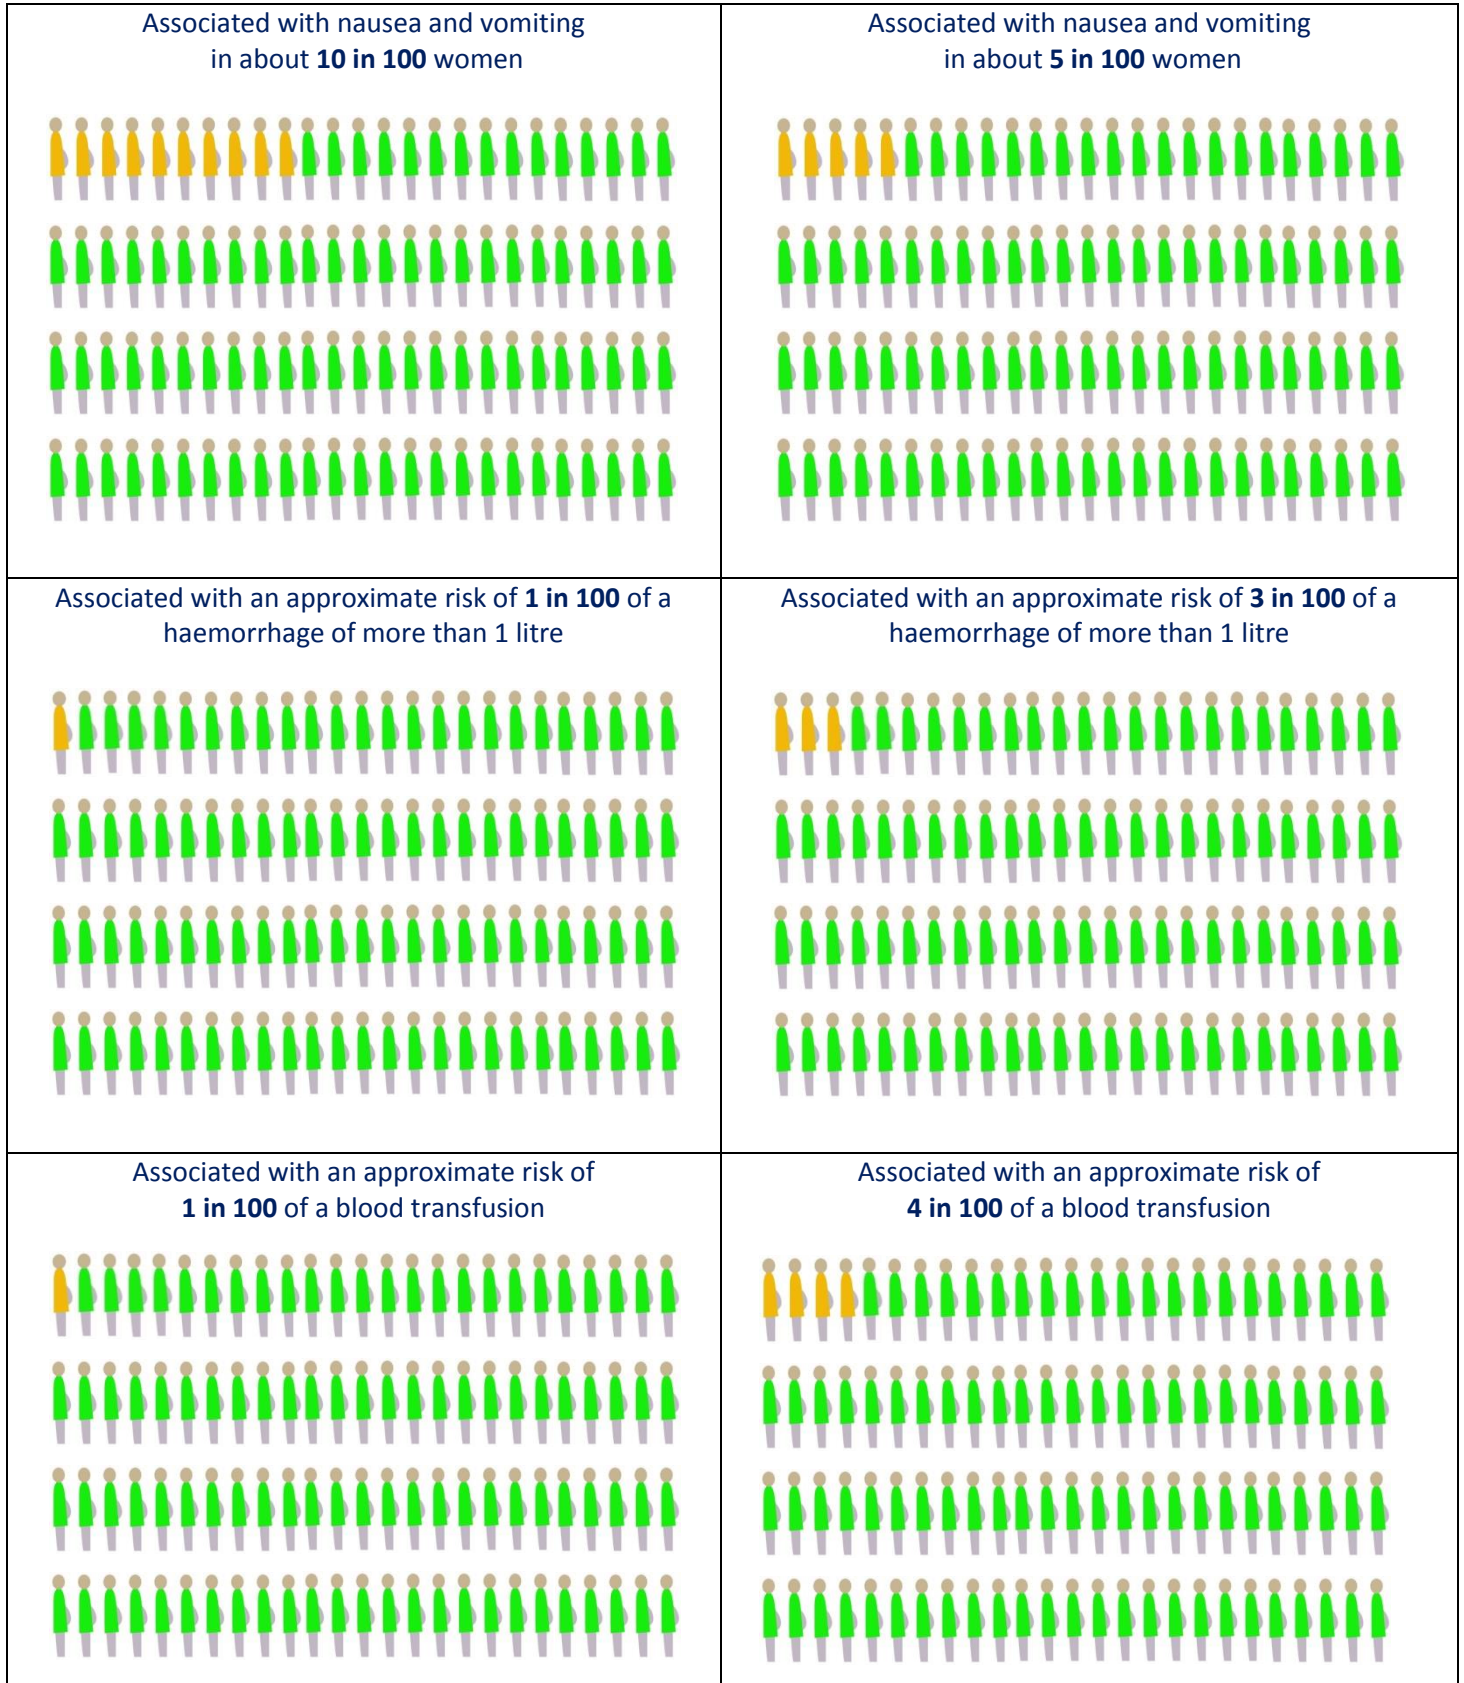 Associated with nausea and vomiting
in about 10 in 100 women
Associated with nausea and vomiting
in about 5 in 100 women
Associated with an approximate risk of 1 in 100 of a
haemorrhage of more than 1 litre
Associated with an approximate risk of 3 in 100 of a
haemorrhage of more than 1 litre
Associated with an approximate risk of
1 in 100 of a blood transfusion
Associated with an approximate risk of
4 in 100 of a blood transfusion